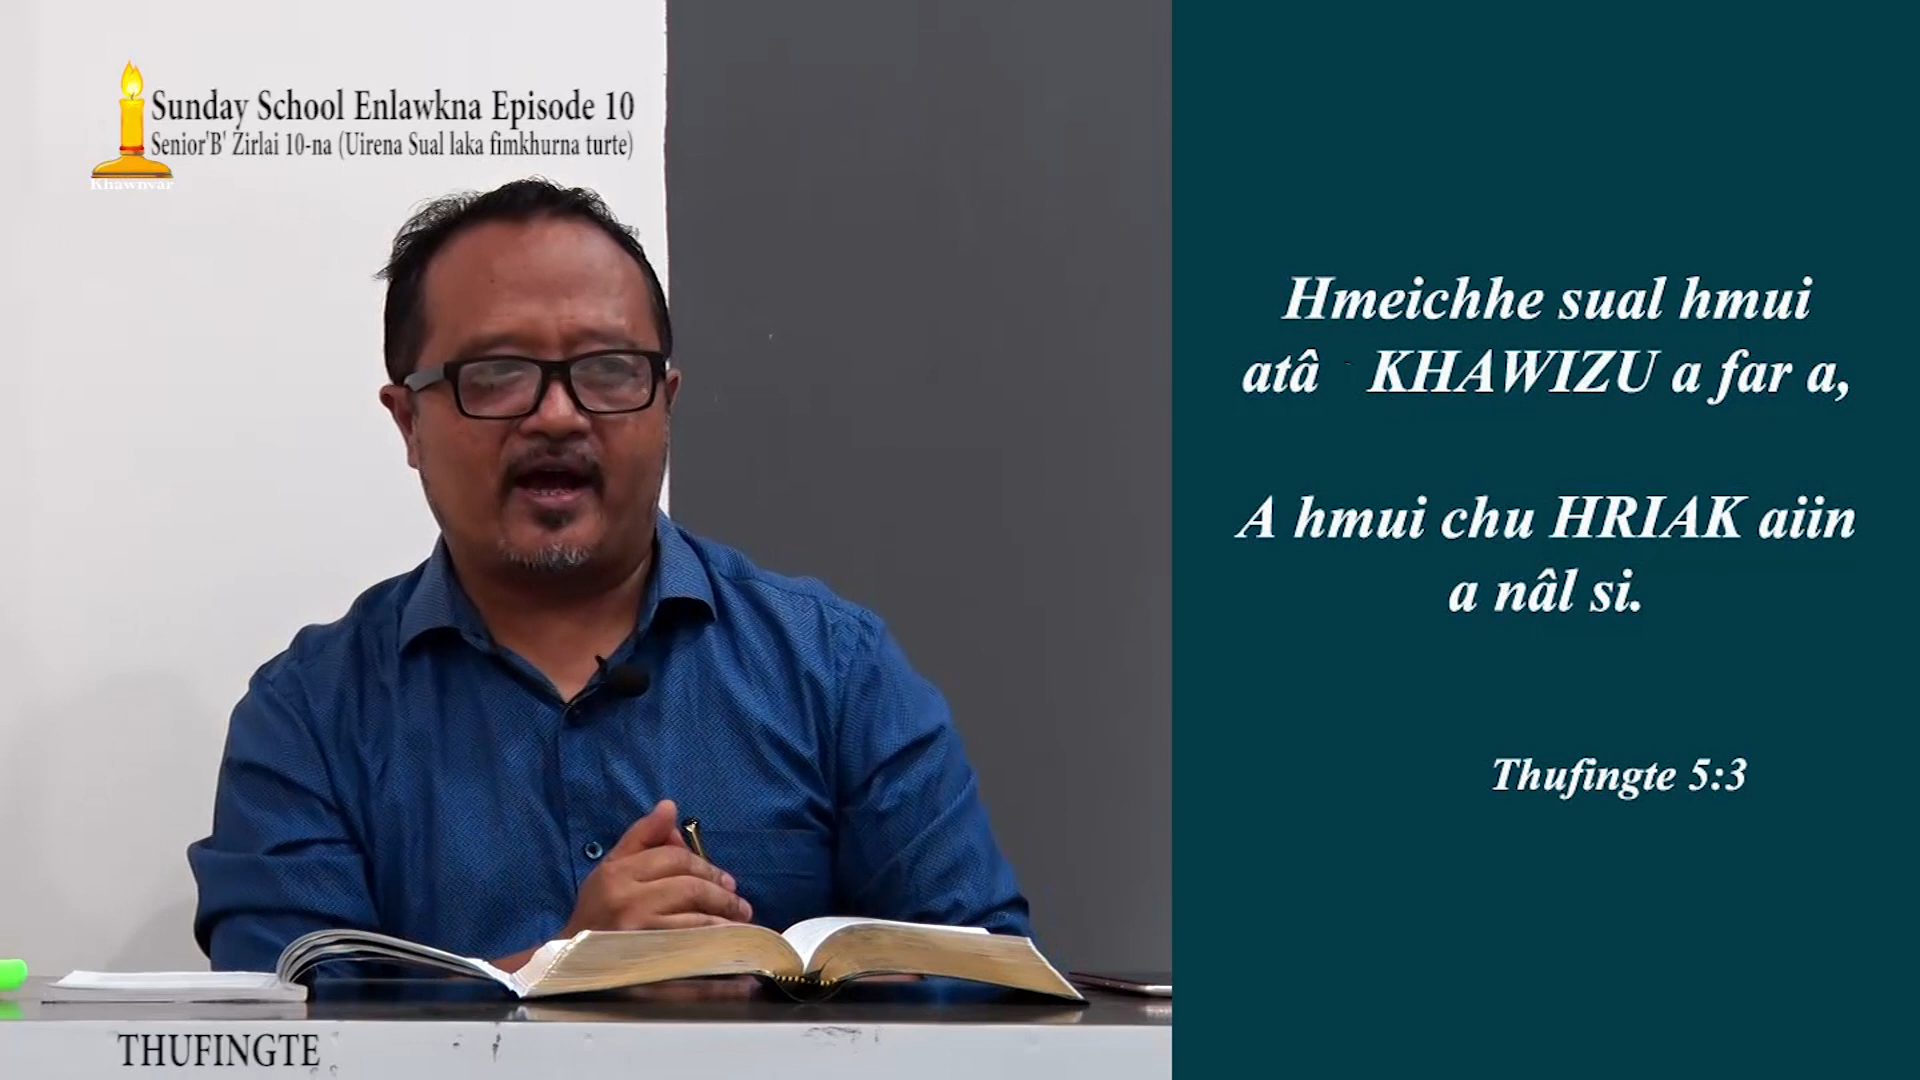 Sunday School Enlawkna Episode 10
Senior'B' Zirlai 10-na (Uirena Sual laka fimkhurna turte)
Khawnvar
Hmeichhe sual hmui
atâ KHAWIZU a far a,
A hmui chu HRIAK aiin
a nâl si.
Thufingte 5:3
THUFINGTE